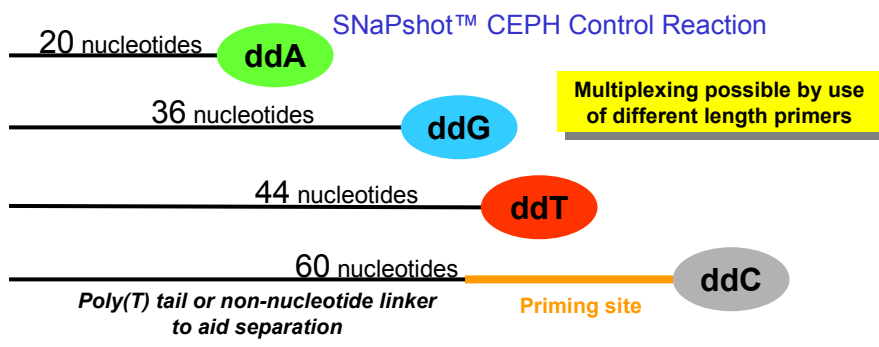 SNaPshot™ CEPH Control Reaction
20 nucleotides
ddA
Multiplexing possible by use
of different length primers
36 nucleotides
ddG
44 nucleotides
ddT
60 nucleotides
ddC
Poly(T) tail or non-nucleotide linker
to aid separation
Priming site